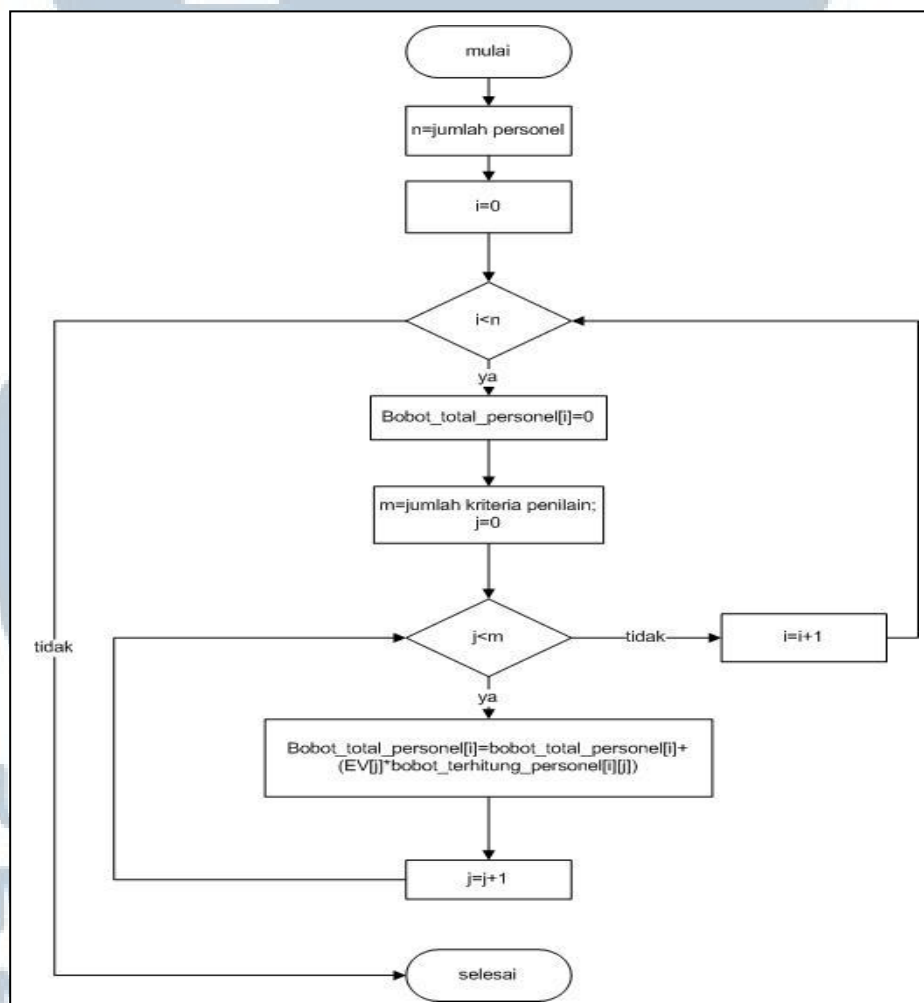 mulai
n=jumlah personel
i=0
i<n
ya
Bobot_total_personel[i]=0
m=jumlah kriteria penilain;
j=0
j<m
tidak
i=i+1
tidak
ya
Bobot_total_personel[i]=bobot_total_personel[i]+
(EV[j]*bobot_terhitung_personel[i][j])
j=j+1
selesai